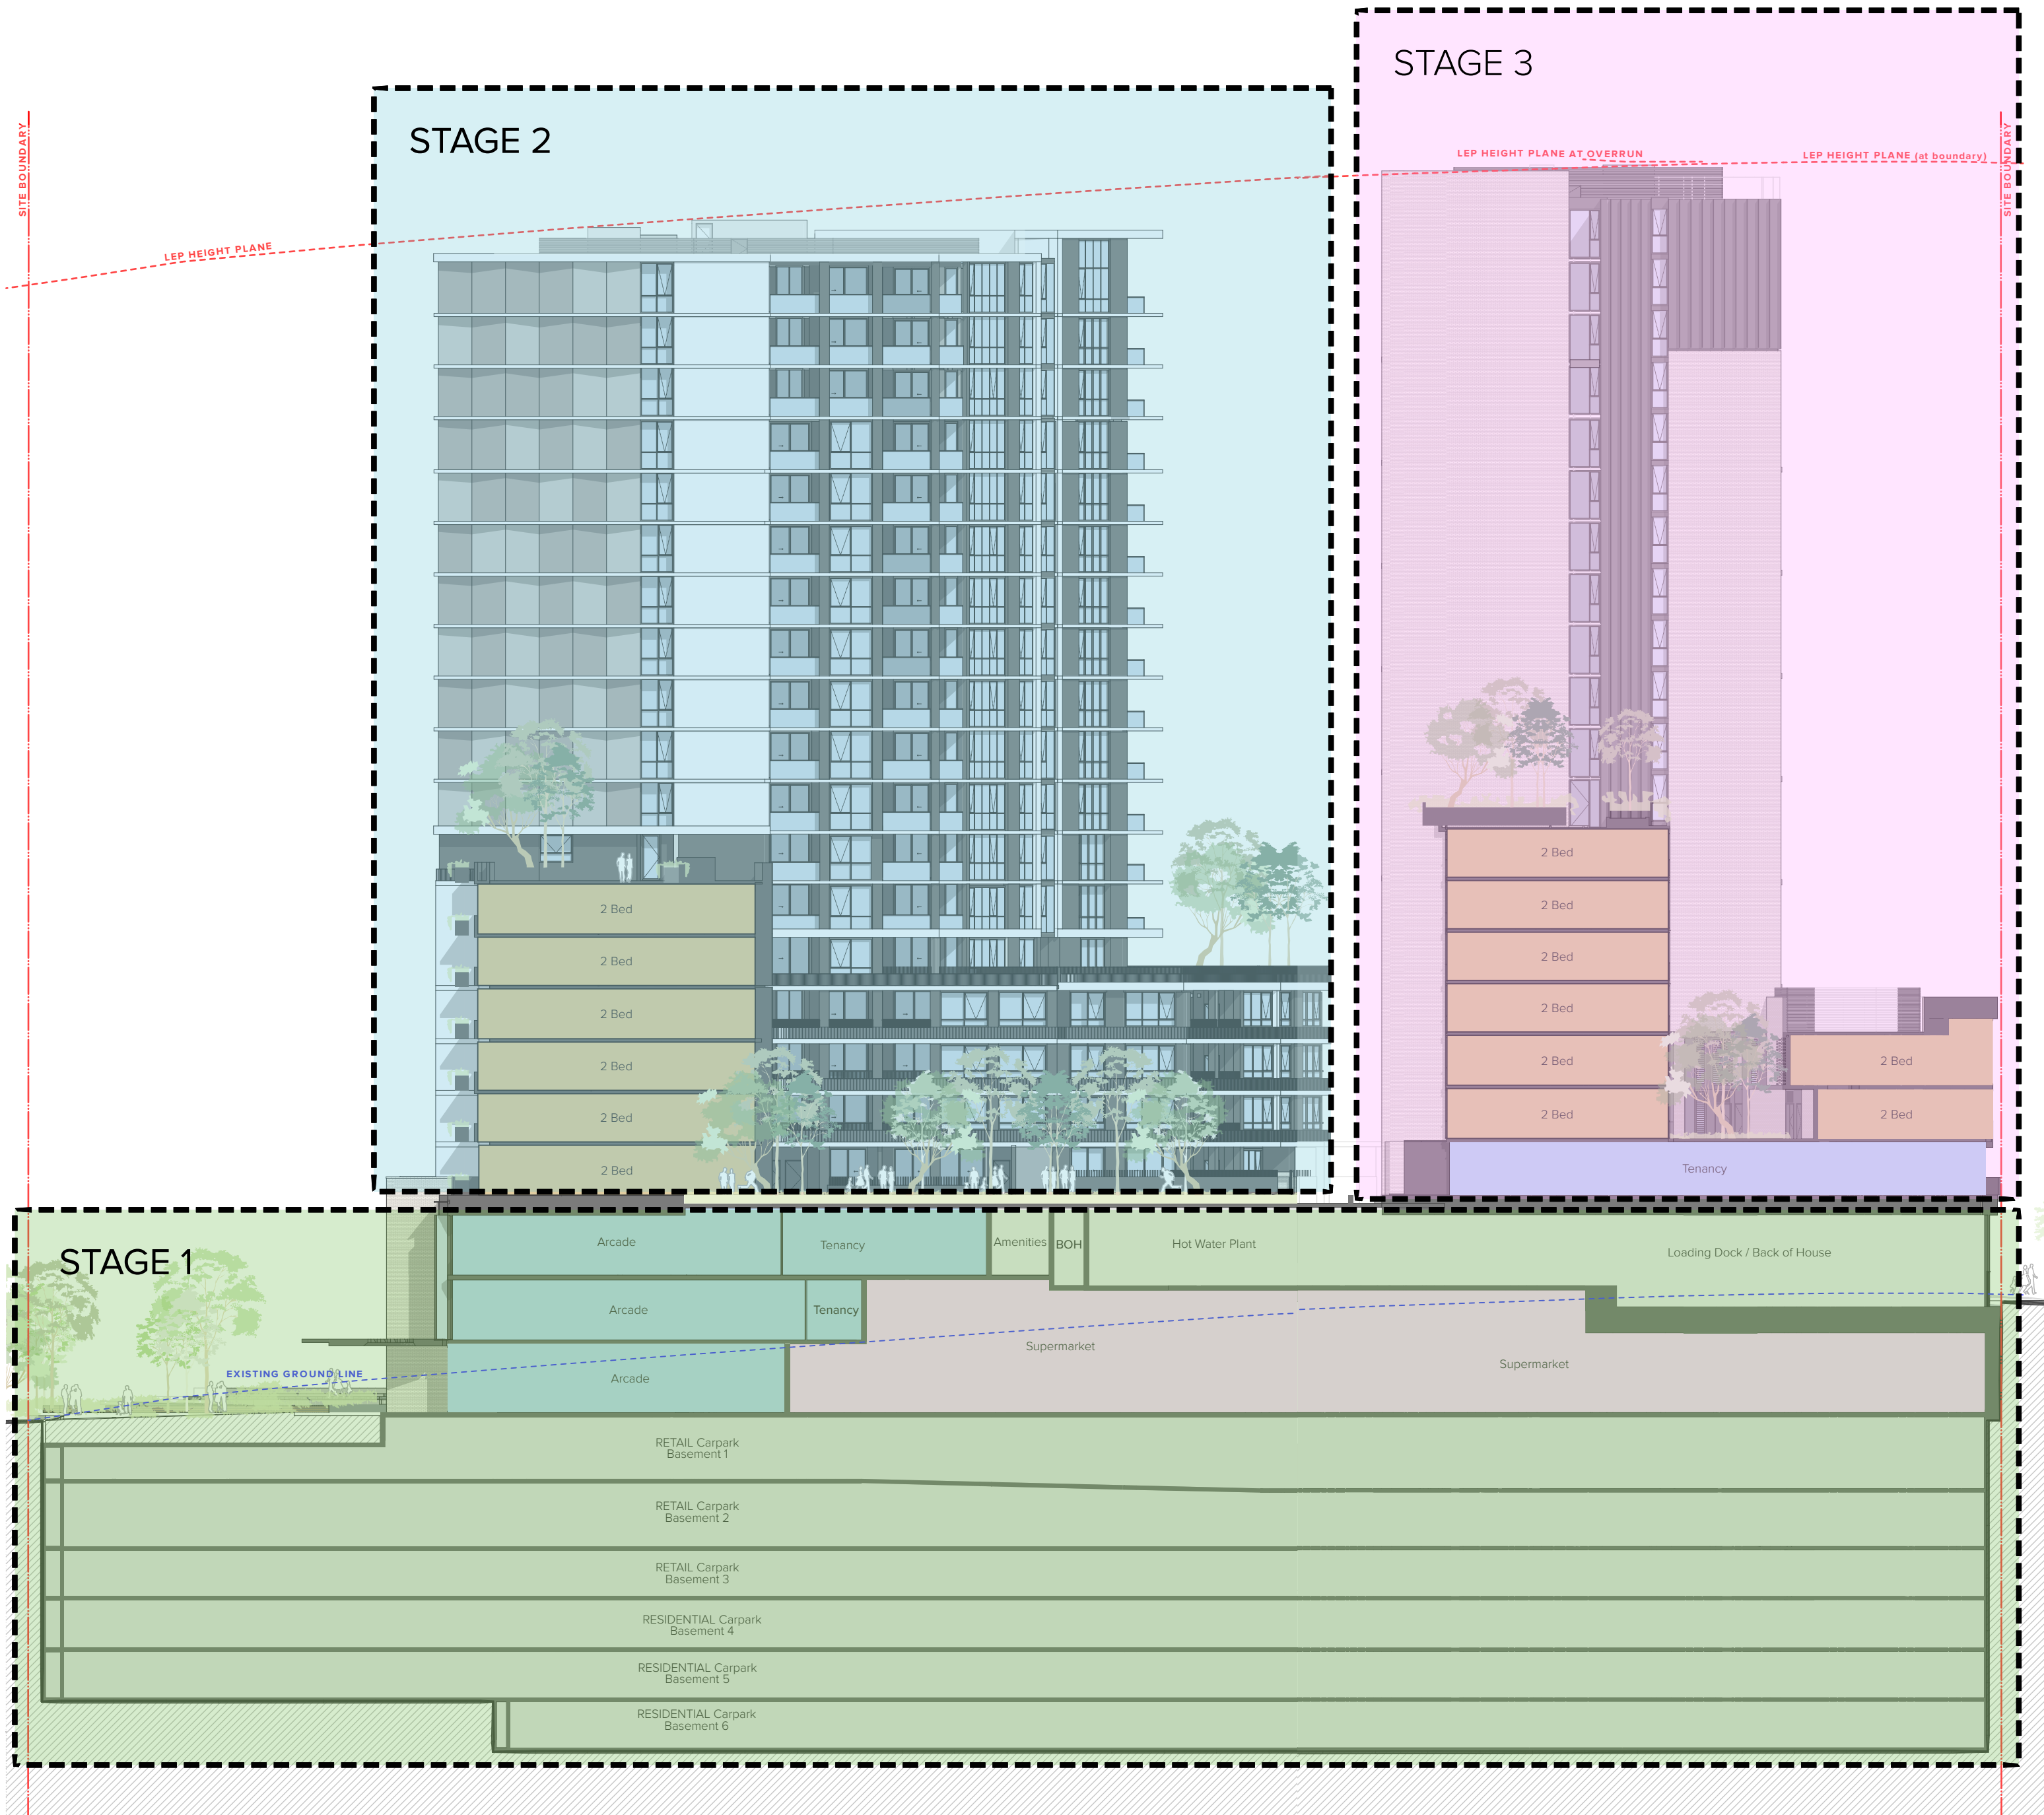 STAGE 3
STAGE 2
SITE BOUNDARY
SITE BOUNDARY
LEP HEIGHT PLANE AT OVERRUN
LEP HEIGHT PLANE (at boundary)
LEP HEIGHT PLANE
2 Bed
2 Bed
2 Bed
2 Bed
2 Bed
2 Bed
2 Bed
2 Bed
2 Bed
2 Bed
2 Bed
2 Bed
2 Bed
2 Bed
Tenancy
STAGE 1
Arcade
Tenancy
Amenities
BOH
Hot Water Plant
Loading Dock / Back of House
Arcade
Tenancy
Supermarket
Supermarket
EXISTING GROUND LINE
Arcade
RETAIL Carpark
Basement 1
RETAIL Carpark
Basement 2
RETAIL Carpark
Basement 3
RESIDENTIAL Carpark
Basement 4
RESIDENTIAL Carpark
Basement 5
RESIDENTIAL Carpark
Basement 6